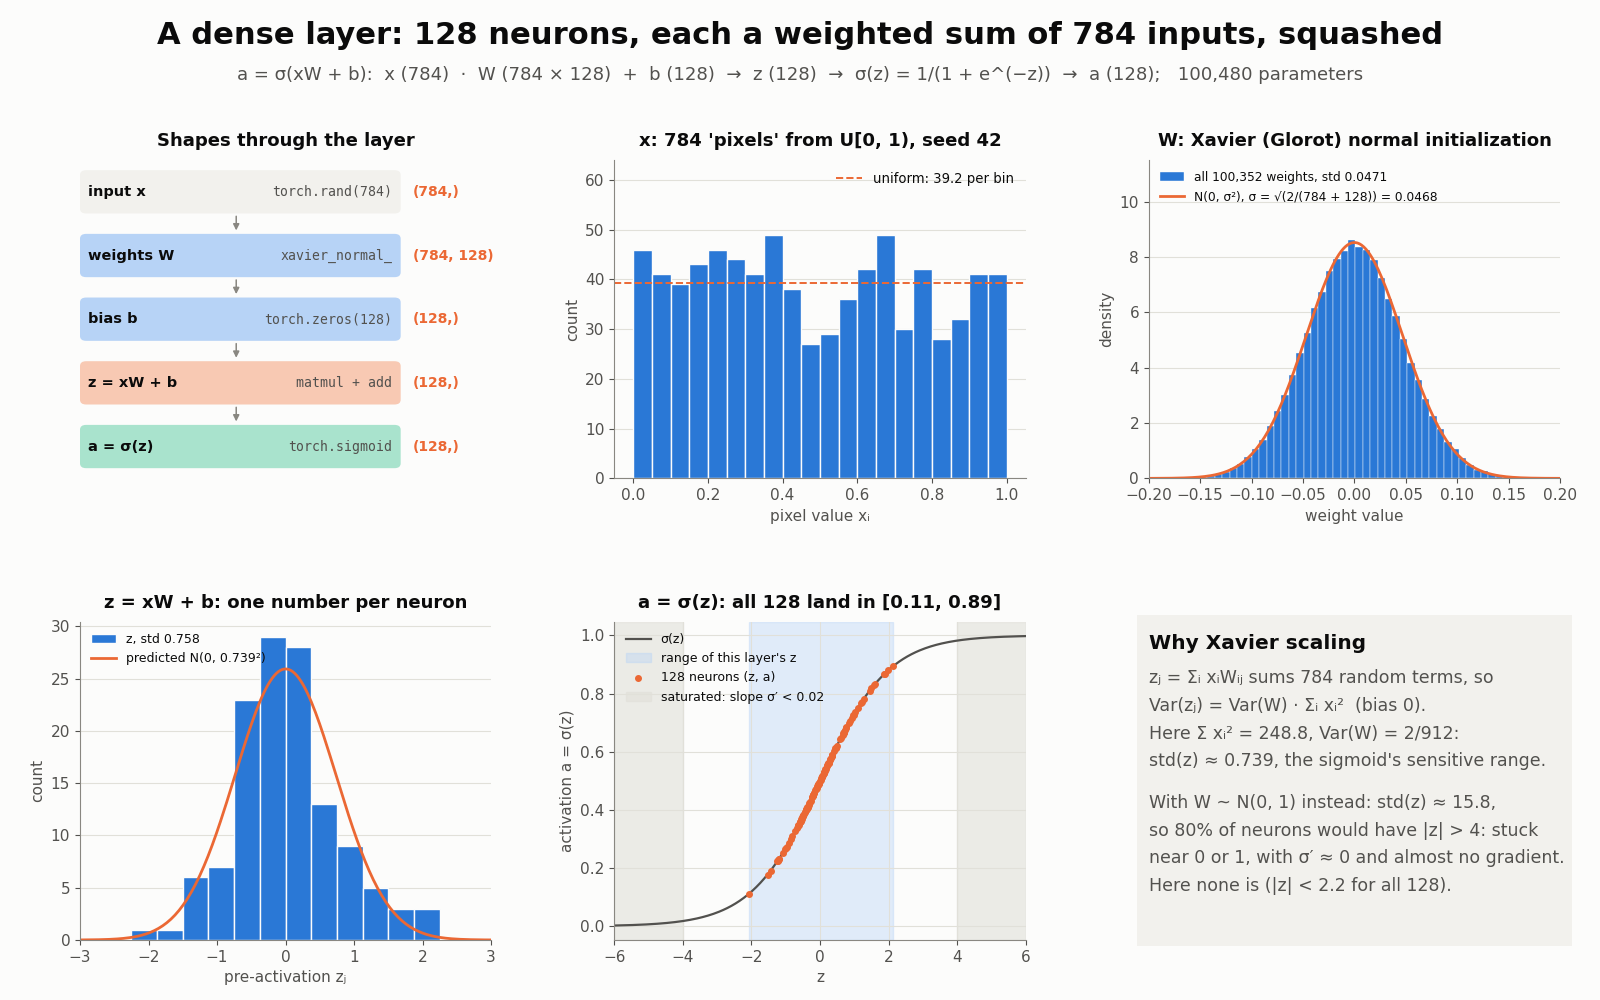 A dense layer: 128 neurons, each a weighted sum of 784 inputs, squashed
a = σ(xW + b):  x (784)  ·  W (784 × 128)  +  b (128)  →  z (128)  →  σ(z) = 1/(1 + e^(−z))  →  a (128);   100,480 parameters
Shapes through the layer
input x torch.rand(784) (784,)
weights W xavier_normal_ (784, 128)
bias b torch.zeros(128) (128,)
z = xW + b matmul + add (128,)
a = σ(z) torch.sigmoid (128,)
x: 784 'pixels' from U[0, 1), seed 42
uniform: 39.2 per bin
60
50
40
30
20
10
0
count
0.0 0.2 0.4 0.6 0.8 1.0
pixel value xᵢ
W: Xavier (Glorot) normal initialization
all 100,352 weights, std 0.0471
N(0, σ²), σ = √(2/(784 + 128)) = 0.0468
10
8
6
4
2
0
density
−0.20 −0.15 −0.10 −0.05 0.00 0.05 0.10 0.15 0.20
weight value
z = xW + b: one number per neuron
z, std 0.758
predicted N(0, 0.739²)
30
25
20
15
10
5
0
count
−3 −2 −1 0 1 2 3
pre-activation zⱼ
a = σ(z): all 128 land in [0.11, 0.89]
σ(z)
range of this layer's z
128 neurons (z, a)
saturated: slope σ′ < 0.02
1.0
0.8
0.6
0.4
0.2
0.0
activation a = σ(z)
−6 −4 −2 0 2 4 6
z
Why Xavier scaling
zⱼ = Σᵢ xᵢWᵢⱼ sums 784 random terms, so
Var(zⱼ) = Var(W) · Σᵢ xᵢ²  (bias 0).
Here Σ xᵢ² = 248.8, Var(W) = 2/912:
std(z) ≈ 0.739, the sigmoid's sensitive range.
With W ~ N(0, 1) instead: std(z) ≈ 15.8,
so 80% of neurons would have |z| > 4: stuck
near 0 or 1, with σ′ ≈ 0 and almost no gradient.
Here none is (|z| < 2.2 for all 128).